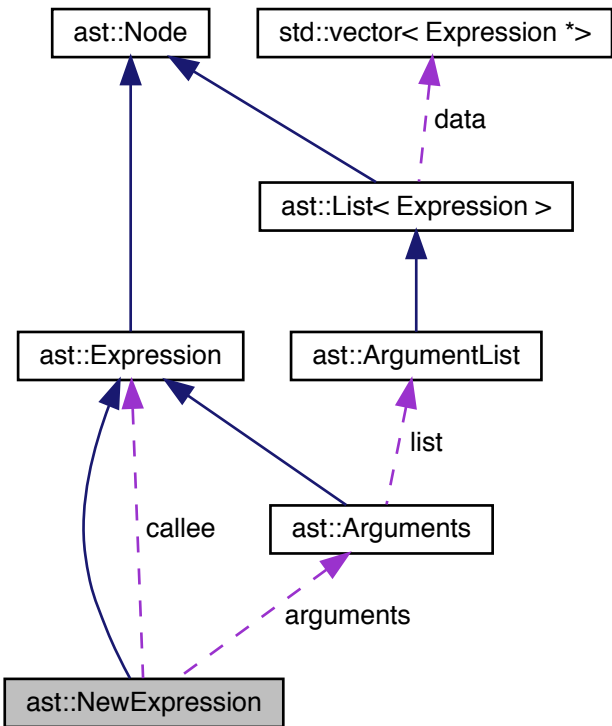 ast::Node
std::vector< Expression *>
data
ast::List< Expression >
ast::Expression
ast::ArgumentList
list
callee
ast::Arguments
arguments
ast::NewExpression